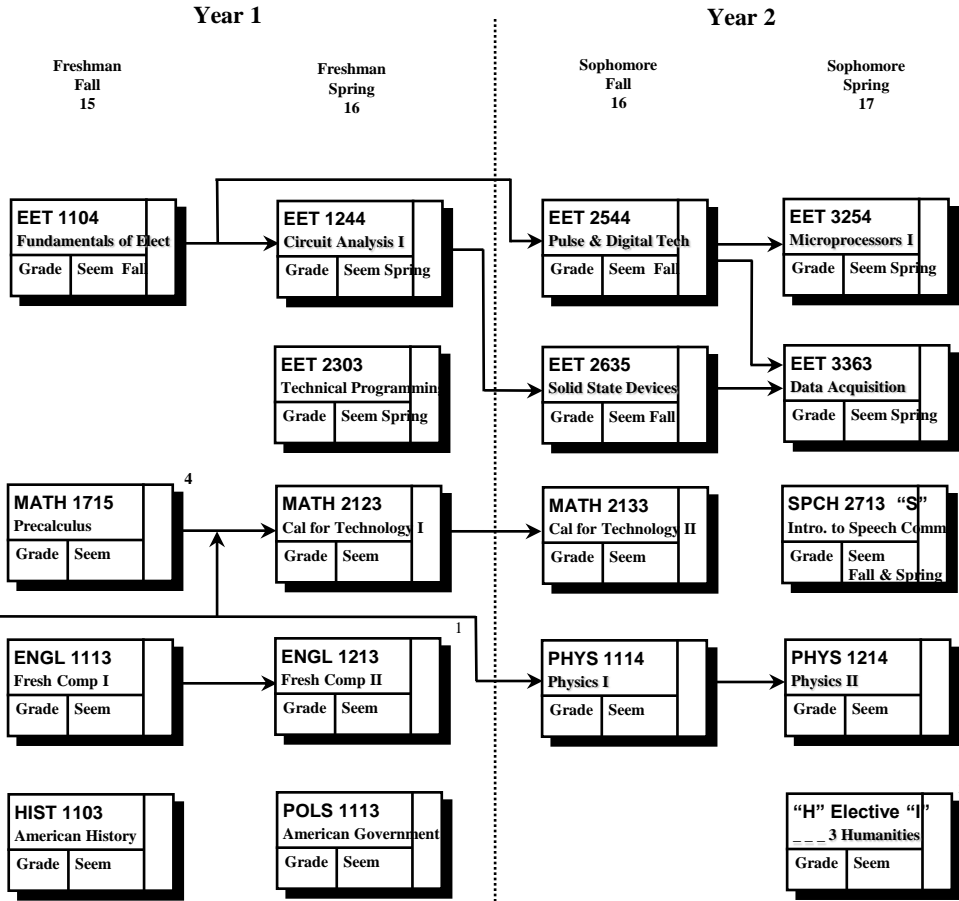 Year 1
Year 2
Freshman
Fall
15
Freshman
Spring
16
Sophomore
Fall
16
Sophomore
Spring
17
EET 1104
Fundamentals of Elect
Grade Seem Fall
EET 1244
Circuit Analysis I
Grade Seem Spring
EET 2544
Pulse & Digital Tech
Grade Seem Fall
EET 3254
Microprocessors I
Grade Seem Spring
EET 2303
Technical Programming
Grade Seem Spring
EET 2635
Solid State Devices
Grade Seem Fall
EET 3363
Data Acquisition
Grade Seem Spring
4
MATH 1715
Precalculus
Grade Seem
MATH 2123
Cal for Technology I
Grade Seem
MATH 2133
Cal for Technology II
Grade Seem
SPCH 2713 “S”
Intro. to Speech Comm
Grade Seem
Fall & Spring
1
ENGL 1113
Fresh Comp I
Grade Seem
ENGL 1213
Fresh Comp II
Grade Seem
PHYS 1114
Physics I
Grade Seem
PHYS 1214
Physics II
Grade Seem
HIST 1103
American History
Grade Seem
POLS 1113
American Government
Grade Seem
“H” Elective “I”
_ _ _ 3 Humanities
Grade Seem